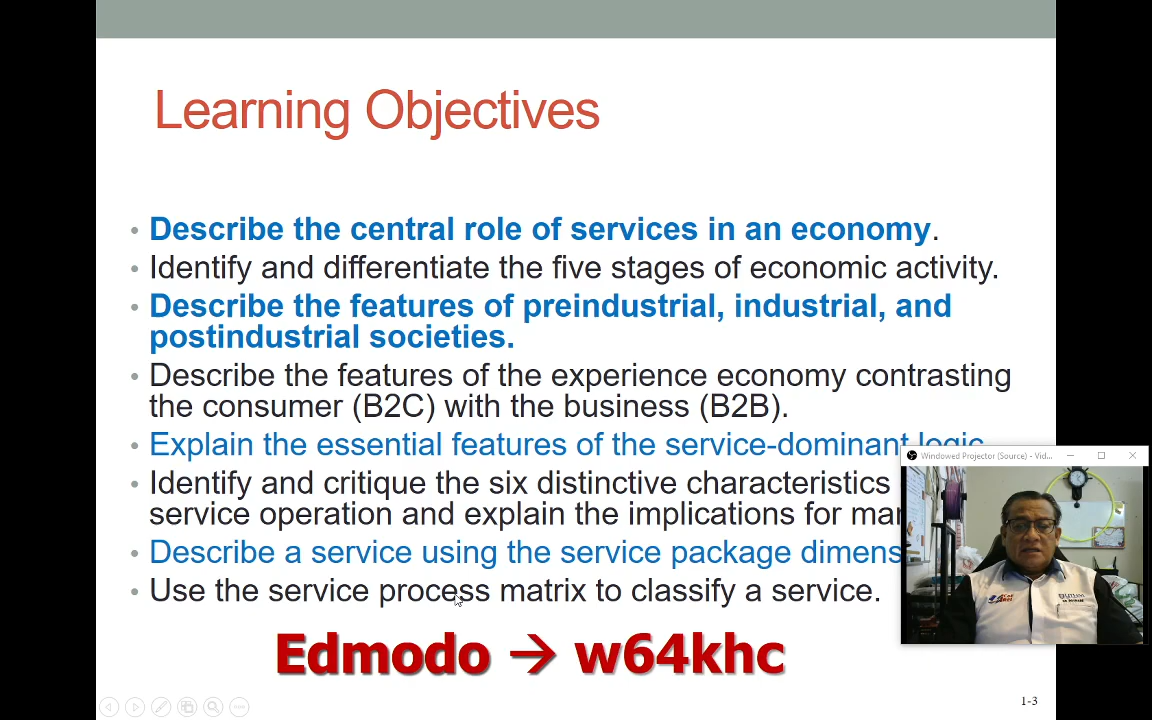 Learning Objectives
• Describe the central role of services in an economy.
• Identify and differentiate the five stages of economic activity.
• Describe the features of preindustrial, industrial, and
postindustrial societies.
• Describe the features of the experience economy contrasting
the consumer (B2C) with the business (B2B).
• Explain the essential features of the service-dominant logic
• Identify and critique the six distinctive characteristics
service operation and explain the implications for
• Describe a service using the service package
• Use the service process matrix to classify a service.
Windowed Projector (Source) - Vid...
Edmodo → w64khc
1-3